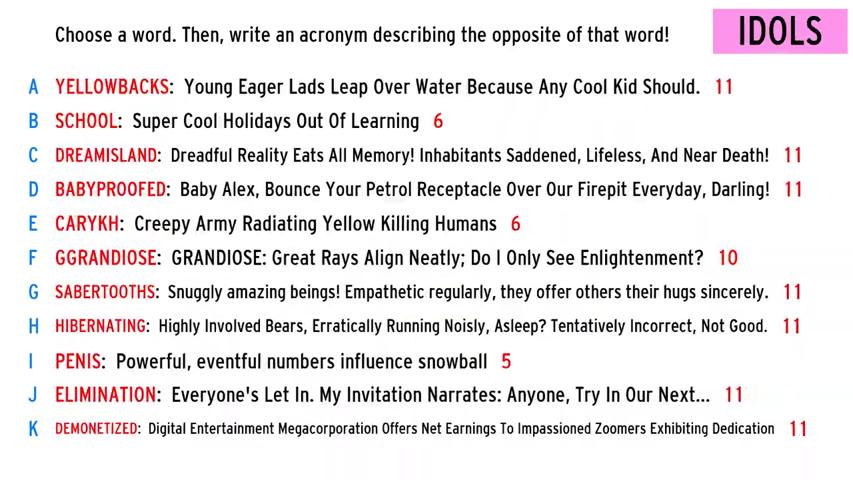 Choose a word. Then, write an acronym describing the opposite of that word!
IDOLS
A YELLOWBACKS: Young Eager Lads Leap Over Water Because Any Cool Kid Should. 11
B SCHOOL: Super Cool Holidays Out Of Learning 6
C DREAMISLAND: Dreadful Reality Eats All Memory! Inhabitants Saddened, Lifeless, And Near Death! 11
D BABYPROOFED: Baby Alex, Bounce Your Petrol Receptacle Over Our Firepit Everyday, Darling! 11
E CARYKH: Creepy Army Radiating Yellow Killing Humans 6
F GGRANDIOSE: GRANDIOSE: Great Rays Align Neatly; Do I Only See Enlightenment? 10
G SABERTOOTHS: Snuggly amazing beings! Empathetic regularly, they offer others their hugs sincerely. 11
H HIBERNATING: Highly Involved Bears, Erratically Running Noisly, Asleep? Tentatively Incorrect, Not Good. 11
I PENIS: Powerful, eventful numbers influence snowball 5
J ELIMINATION: Everyone's Let In. My Invitation Narrates: Anyone, Try In Our Next... 11
K DEMONETIZED: Digital Entertainment Megacorporation Offers Net Earnings To Impassioned Zoomers Exhibiting Dedication 11